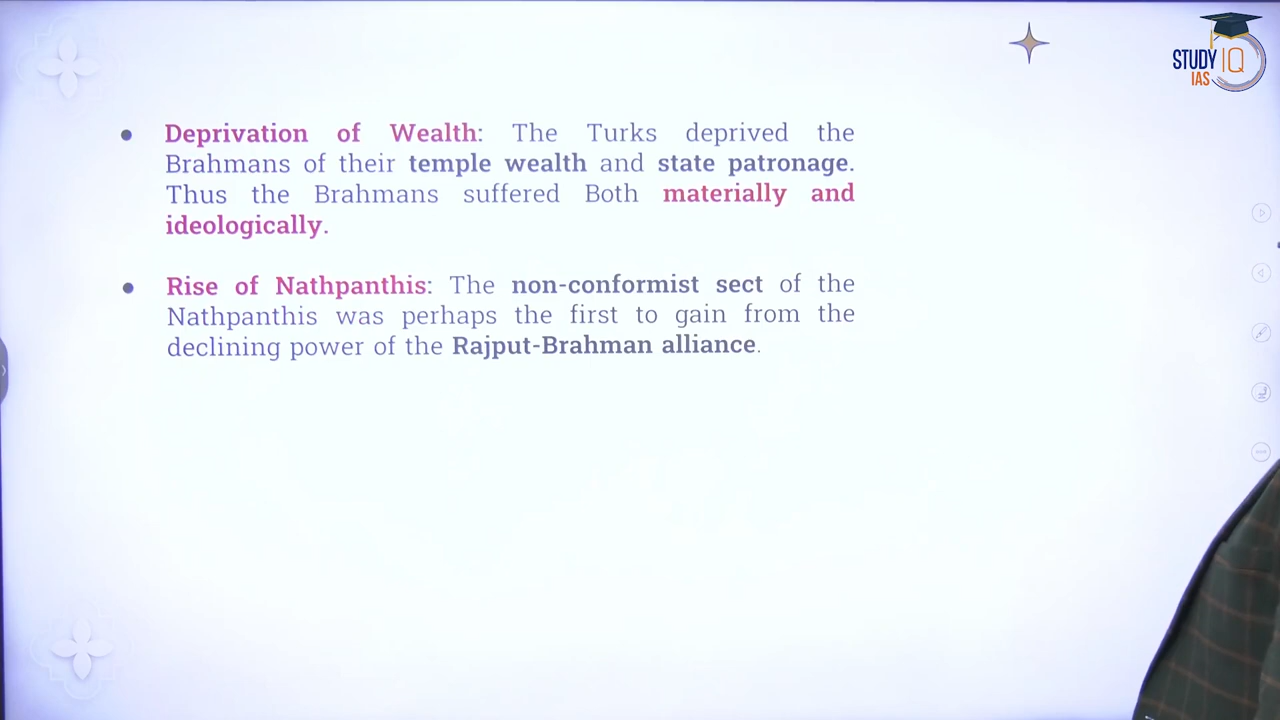 STUDY IQ
IAS
Deprivation of Wealth: The Turks deprived the
Brahmans of their temple wealth and state patronage.
Thus the Brahmans suffered Both materially and
ideologically.
Rise of Nathpanthis: The non-conformist sect of the
Nathpanthis was perhaps the first to gain from the
declining power of the Rajput-Brahman alliance.